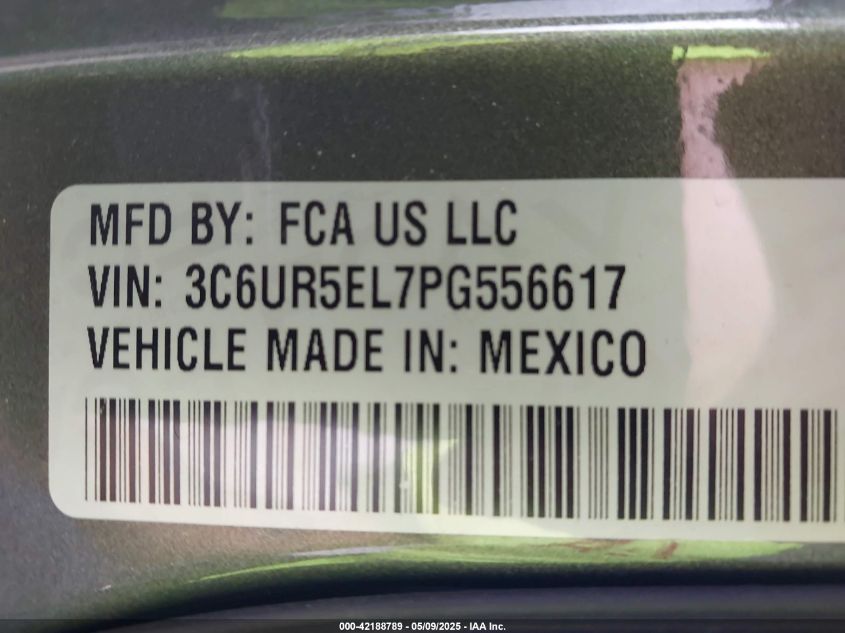 MFD BY: FCA US LLC
VIN: 3C6UR5EL7PG556617
VEHICLE MADE IN: MEXICO
000-42188789 - 05/09/2025 - IAA Inc.